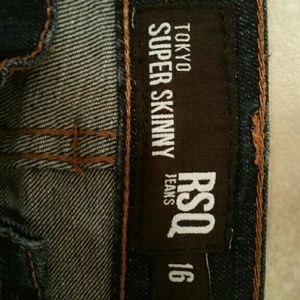 TOKYO
SUPER SKINNY
RSQ
JEANS
16